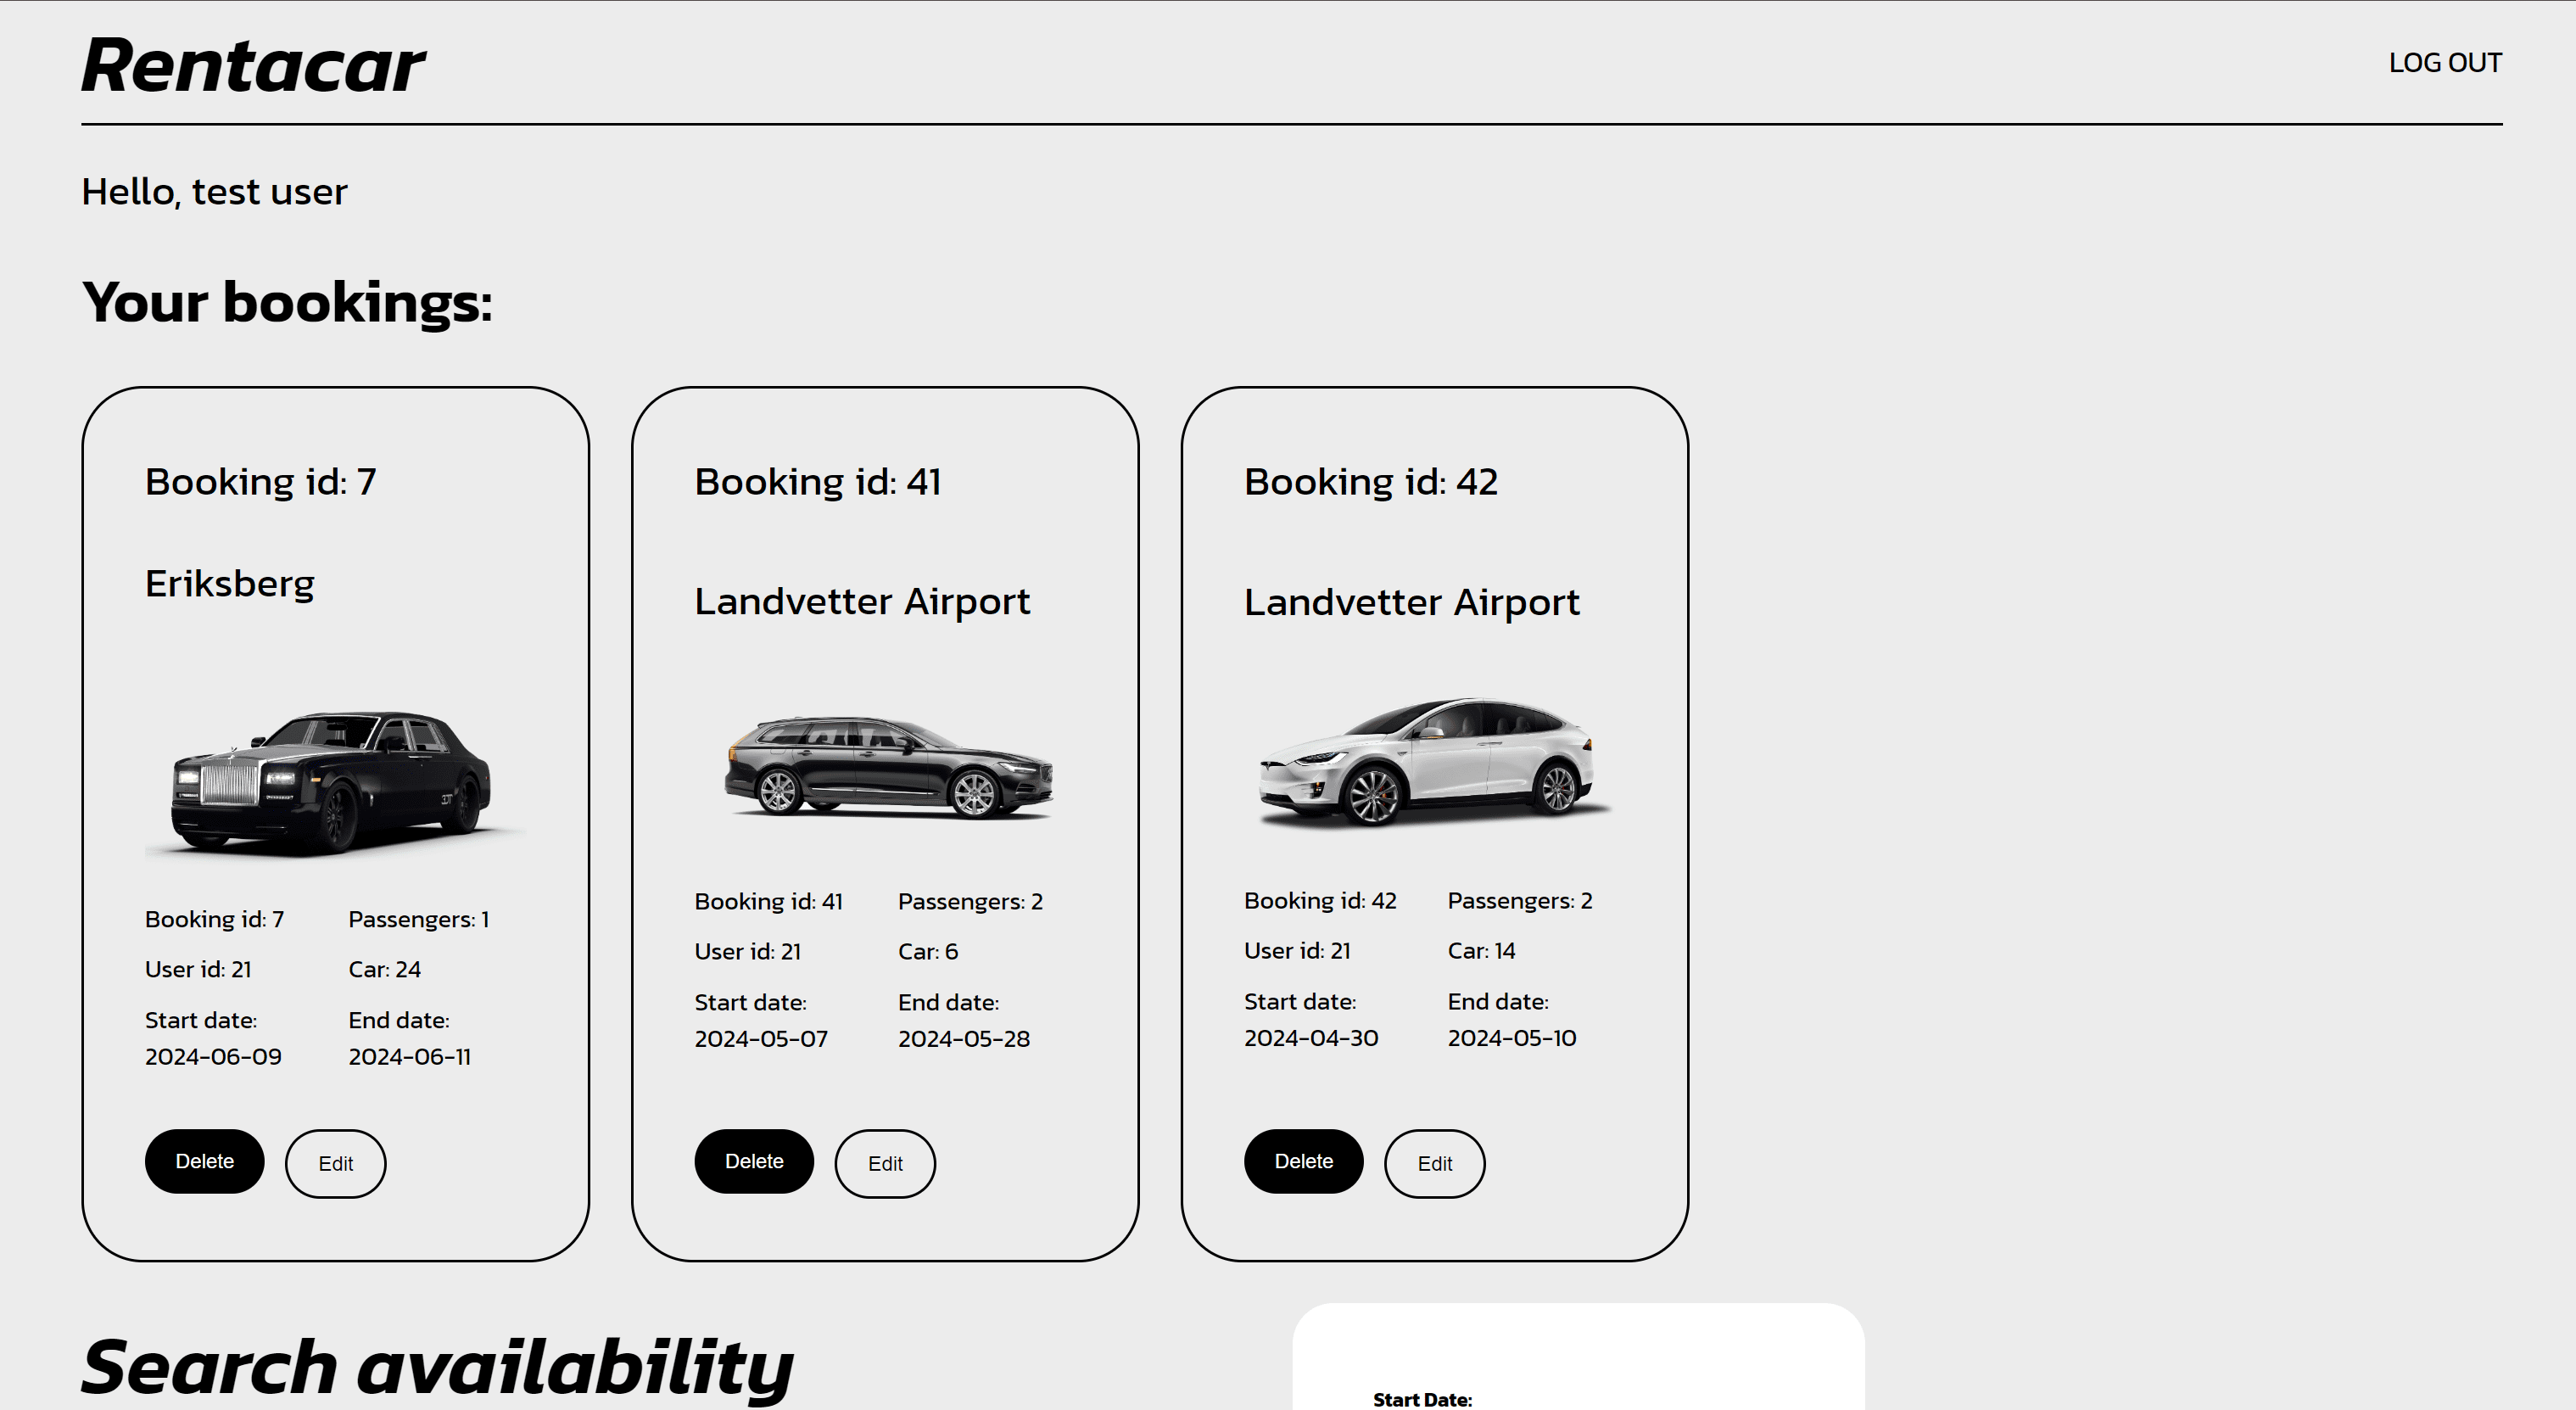 Rentacar
LOG OUT
Hello, test user
Your bookings:
Booking id: 7
Eriksberg
Booking id: 7
Passengers: 1
User id: 21
Car: 24
Start date:
2024-06-09
End date:
2024-06-11
Delete
Edit
Booking id: 41
Landvetter Airport
Booking id: 41
Passengers: 2
User id: 21
Car: 6
Start date:
2024-05-07
End date:
2024-05-28
Delete
Edit
Booking id: 42
Landvetter Airport
Booking id: 42
Passengers: 2
User id: 21
Car: 14
Start date:
2024-04-30
End date:
2024-05-10
Delete
Edit
Search availability
Start Date: